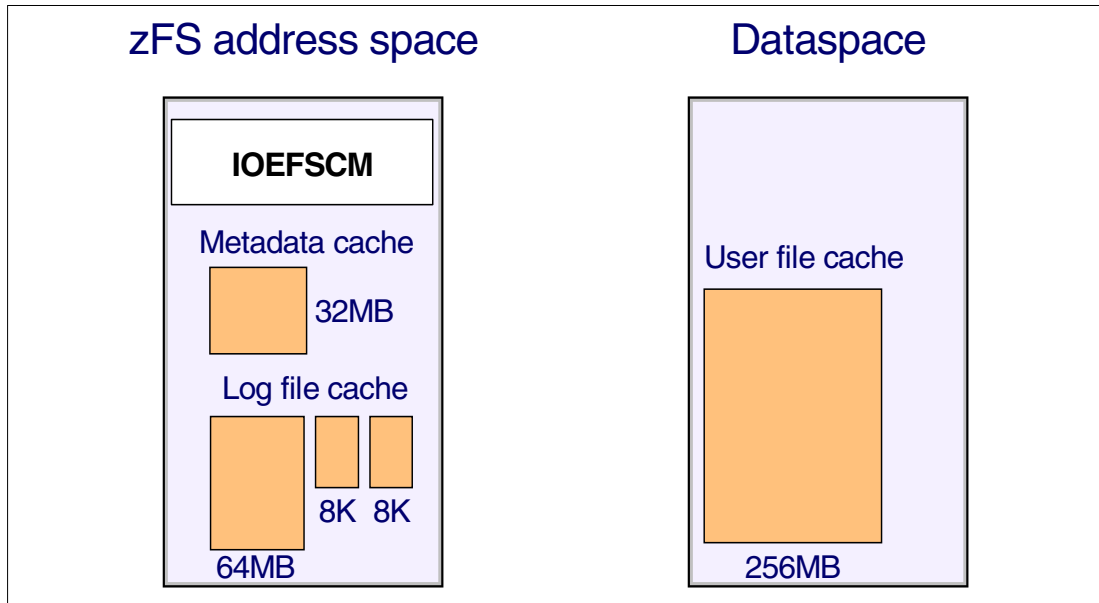 zFS address space
IOEFSCM
Metadata cache
32MB
Log file cache
8K 8K
64MB
Dataspace
User file cache
256MB